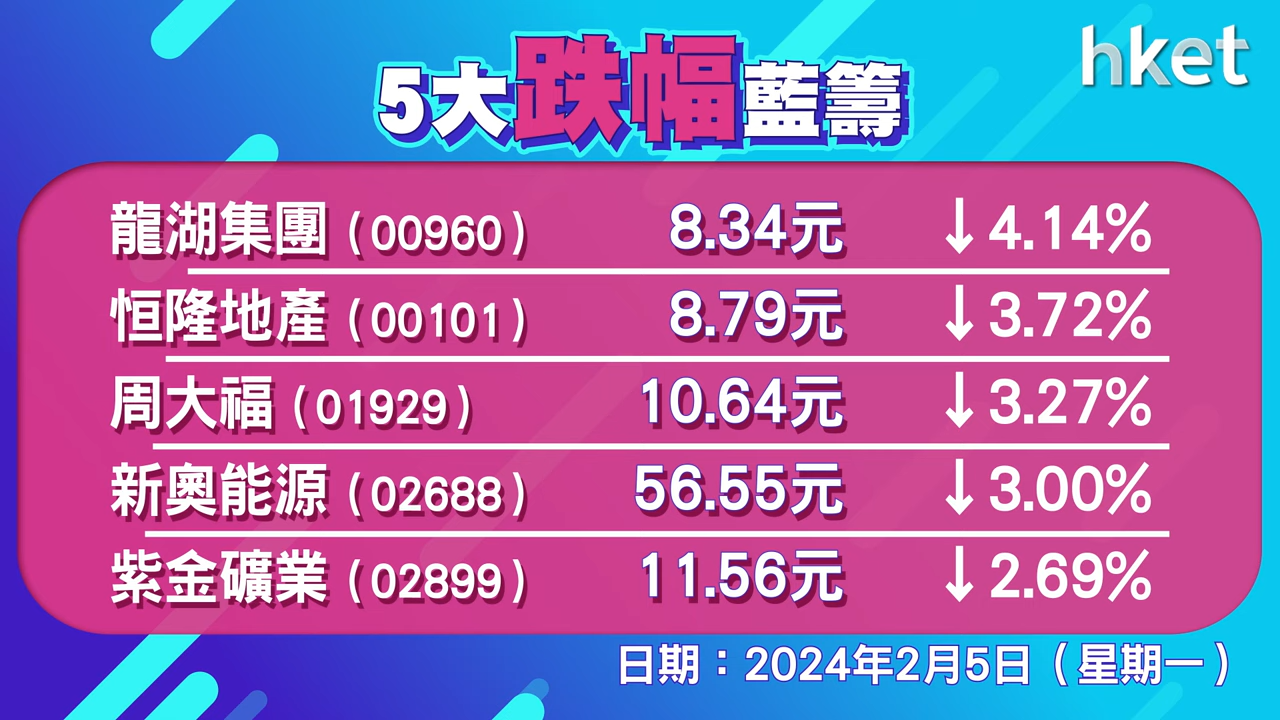 hket
5大跌幅藍籌
龍湖集團(00960) 8.34元 ↓4.14%
恒隆地產(00101) 8.79元 ↓3.72%
周大福(01929) 10.64元 ↓3.27%
新奧能源(02688) 56.55元 ↓3.00%
紫金礦業(02899) 11.56元 ↓2.69%
日期：2024年2月5日(星期一)